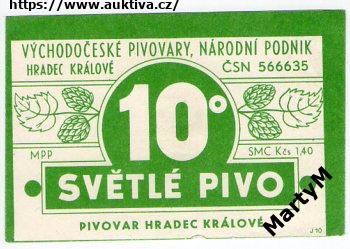 https://www.auktiva.cz/
VÝCHODOČESKÉ PIVOVARY, NÁRODNÍ PODNIK
HRADEC KRÁLOVÉ ČSN 566635
10°
MPP SMC Kčs 1,40
SVĚTLÉ PIVO
PIVOVAR HRADEC KRÁLOVÉ
J 10
MartyM